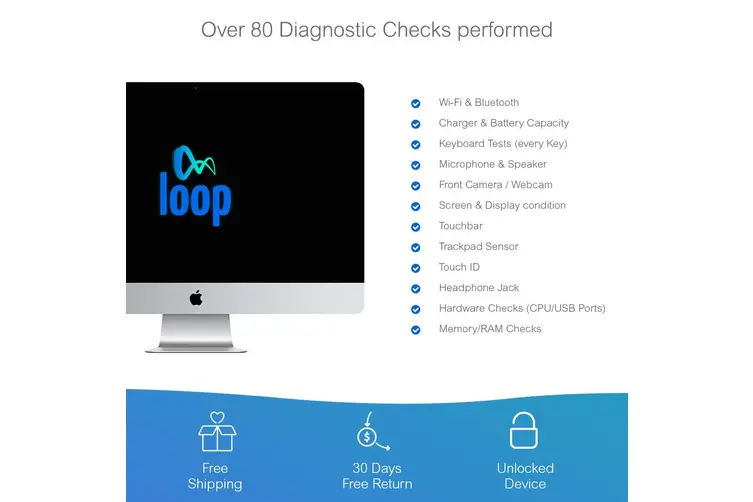 Over 80 Diagnostic Checks performed
loop
Wi-Fi & Bluetooth
Charger & Battery Capacity
Keyboard Tests (every Key)
Microphone & Speaker
Front Camera / Webcam
Screen & Display condition
Touchbar
Trackpad Sensor
Touch ID
Headphone Jack
Hardware Checks (CPU/USB Ports)
Memory/RAM Checks
$
Free
Shipping
30 Days
Free Return
Unlocked
Device